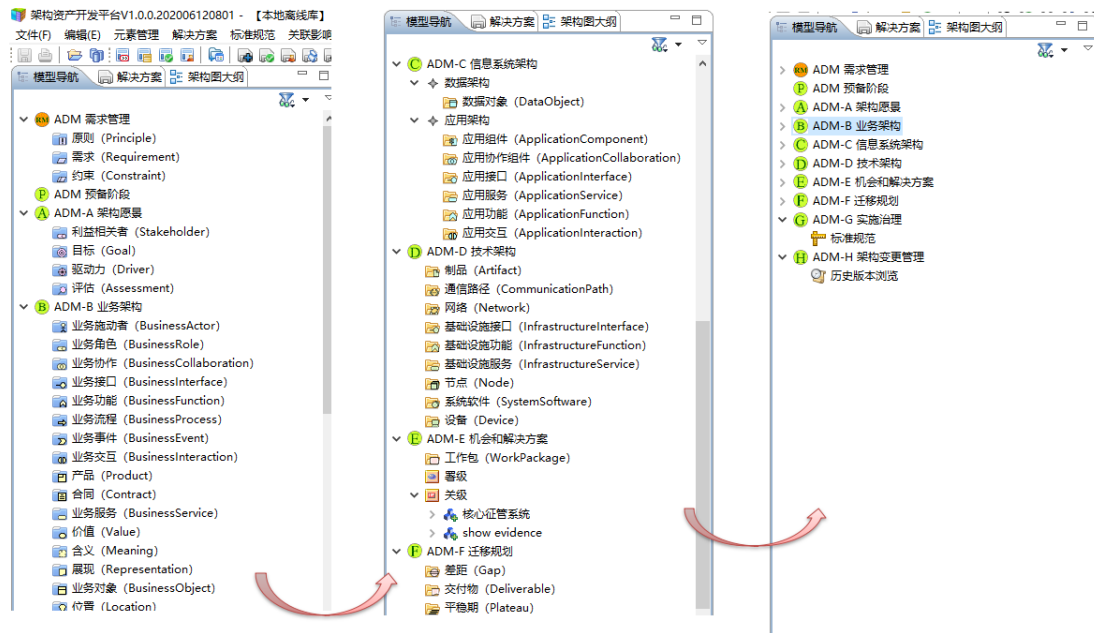 架构资产开发平台V1.0.0.202006120801 - 【本地离线库】
文件(F) 编辑(E) 元素管理 解决方案 标准规范 关联影响
模型导航 解决方案 架构图大纲
RM ADM 需求管理
原则 (Principle)
需求 (Requirement)
约束 (Constraint)
P ADM 预备阶段
A ADM-A 架构愿景
利益相关者 (Stakeholder)
目标 (Goal)
驱动力 (Driver)
评估 (Assessment)
B ADM-B 业务架构
业务施动者 (BusinessActor)
业务角色 (BusinessRole)
业务协作 (BusinessCollaboration)
业务接口 (BusinessInterface)
业务功能 (BusinessFunction)
业务流程 (BusinessProcess)
业务事件 (BusinessEvent)
业务交互 (BusinessInteraction)
产品 (Product)
合同 (Contract)
业务服务 (BusinessService)
价值 (Value)
含义 (Meaning)
展现 (Representation)
业务对象 (BusinessObject)
位置 (Location)
模型导航 解决方案 架构图大纲
C ADM-C 信息系统架构
数据架构
数据对象 (DataObject)
应用架构
应用组件 (ApplicationComponent)
应用协作组件 (ApplicationCollaboration)
应用接口 (ApplicationInterface)
应用服务 (ApplicationService)
应用功能 (ApplicationFunction)
应用交互 (ApplicationInteraction)
D ADM-D 技术架构
制品 (Artifact)
通信路径 (CommunicationPath)
网络 (Network)
基础设施接口 (InfrastructureInterface)
基础设施功能 (InfrastructureFunction)
基础设施服务 (InfrastructureService)
节点 (Node)
系统软件 (SystemSoftware)
设备 (Device)
E ADM-E 机会和解决方案
工作包 (WorkPackage)
署级
关级
核心征管系统
show evidence
F ADM-F 迁移规划
差距 (Gap)
交付物 (Deliverable)
平稳期 (Plateau)
模型导航 解决方案 架构图大纲
RM ADM 需求管理
P ADM 预备阶段
A ADM-A 架构愿景
B ADM-B 业务架构
C ADM-C 信息系统架构
D ADM-D 技术架构
E ADM-E 机会和解决方案
F ADM-F 迁移规划
G ADM-G 实施治理
标准规范
H ADM-H 架构变更管理
历史版本浏览